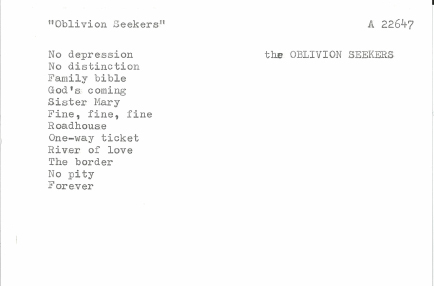 "Oblivion Seekers"
A 22647
No depression
the OBLIVION SEEKERS
No distinction
Family bible
God's coming
Sister Mary
Fine, fine, fine
Roadhouse
One-way ticket
River of love
The border
No pity
Forever